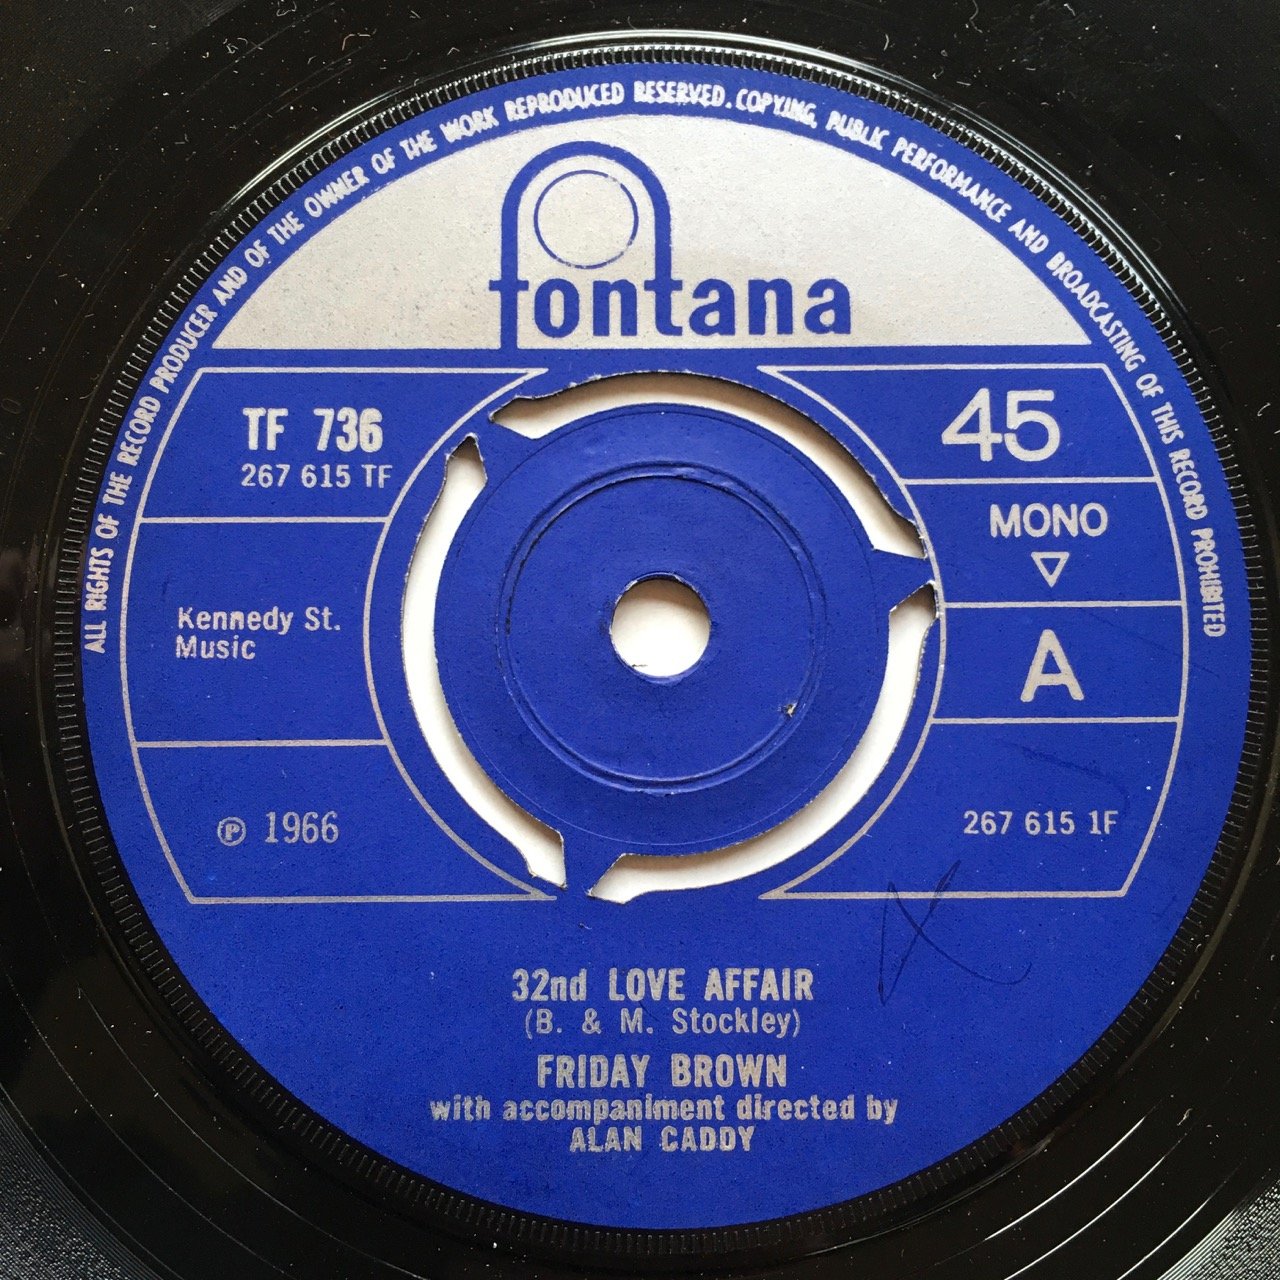 ALL RIGHTS OF THE RECORD PRODUCER AND OF THE OWNER OF THE WORK REPRODUCED RESERVED. COPYING, PUBLIC PERFORMANCE AND BROADCASTING OF THIS RECORD PROHIBITED
fontana
TF 736
267 615 TF
45
MONO
Kennedy St.
Music
A
℗ 1966
267 615 1F
32nd LOVE AFFAIR
(B. & M. Stockley)
FRIDAY BROWN
with accompaniment directed by
ALAN CADDY